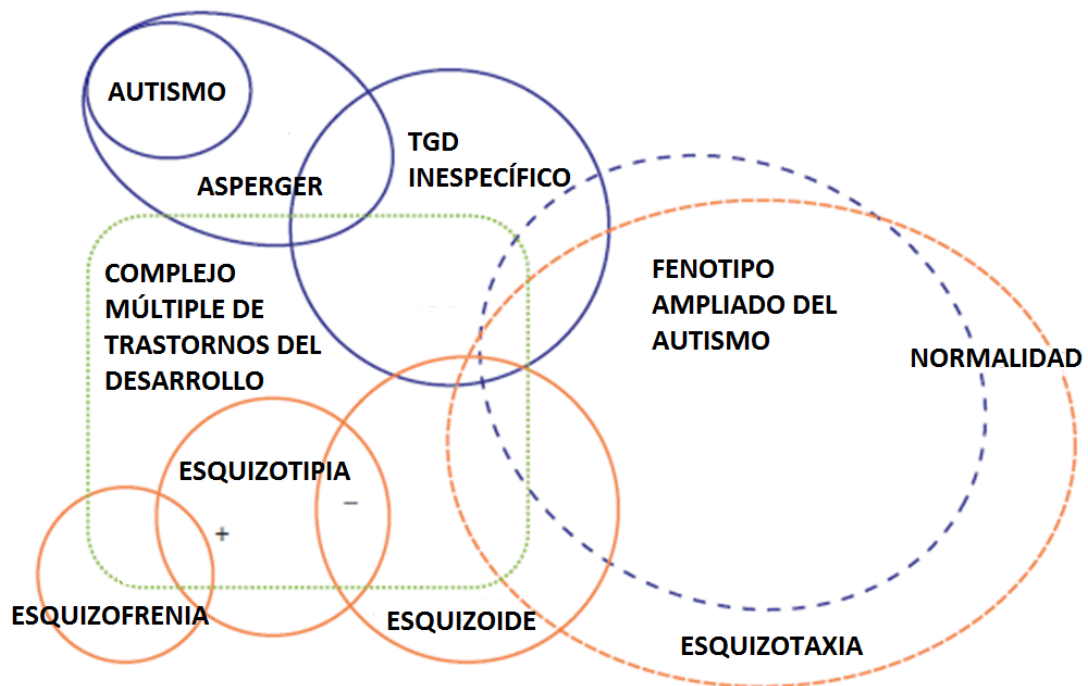 AUTISMO
ASPERGER
TGD
INESPECÍFICO
COMPLEJO
MÚLTIPLE DE
TRASTORNOS DEL
DESARROLLO
FENOTIPO
AMPLIADO DEL
AUTISMO
NORMALIDAD
ESQUIZOTIPIA
−
+
ESQUIZOFRENIA
ESQUIZOIDE
ESQUIZOTAXIA